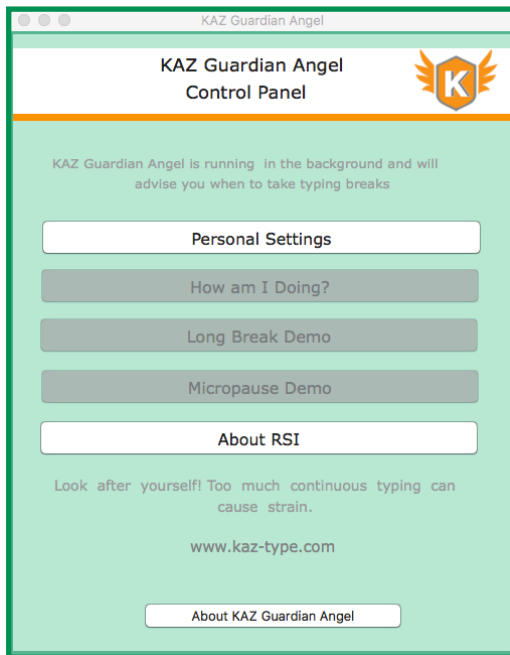 KAZ Guardian Angel
KAZ Guardian Angel
Control Panel
K
KAZ Guardian Angel is running in the background and will
advise you when to take typing breaks
Personal Settings
How am I Doing?
Long Break Demo
Micropause Demo
About RSI
Look after yourself! Too much continuous typing can
cause strain.
www.kaz-type.com
About KAZ Guardian Angel